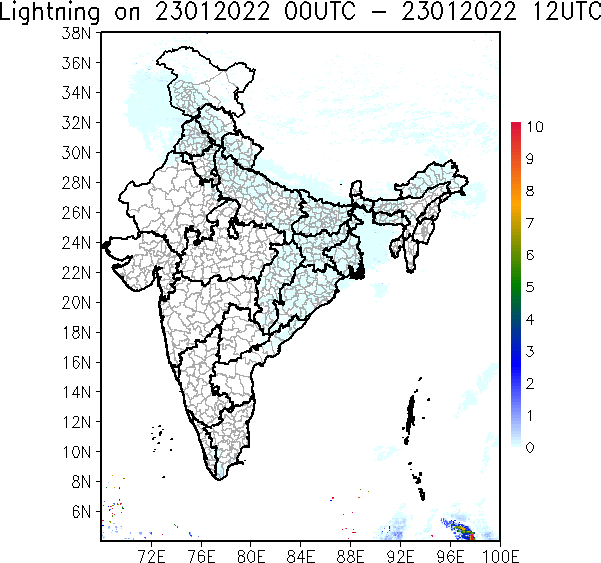 Lightning on 23012022 00UTC – 23012022 12UTC
38N
36N
34N
32N
30N
28N
26N
24N
22N
20N
18N
16N
14N
12N
10N
8N
6N
72E 76E 80E 84E 88E 92E 96E 100E
10
9
8
7
6
5
4
3
2
1
0